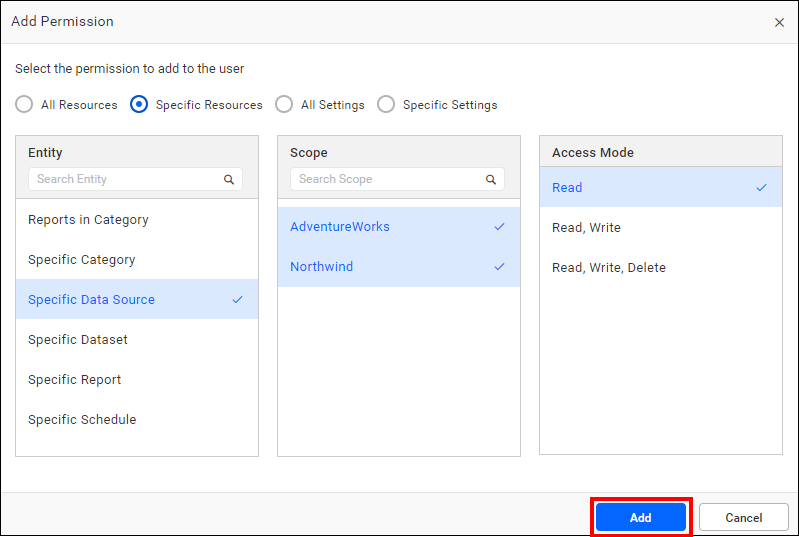 Add Permission
Select the permission to add to the user
All Resources
Specific Resources
All Settings
Specific Settings
Entity
Search Entity
Reports in Category
Specific Category
Specific Data Source
Specific Dataset
Specific Report
Specific Schedule
Scope
Search Scope
AdventureWorks
Northwind
Access Mode
Read
Read, Write
Read, Write, Delete
Add
Cancel